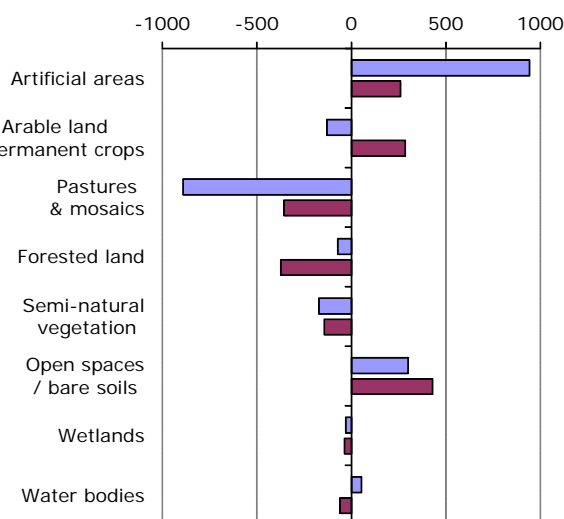 -1000 -500 0 500 1000
Artificial areas
Arable land
ermanent crops
Pastures
& mosaics
Forested land
Semi-natural
vegetation
Open spaces
/ bare soils
Wetlands
Water bodies